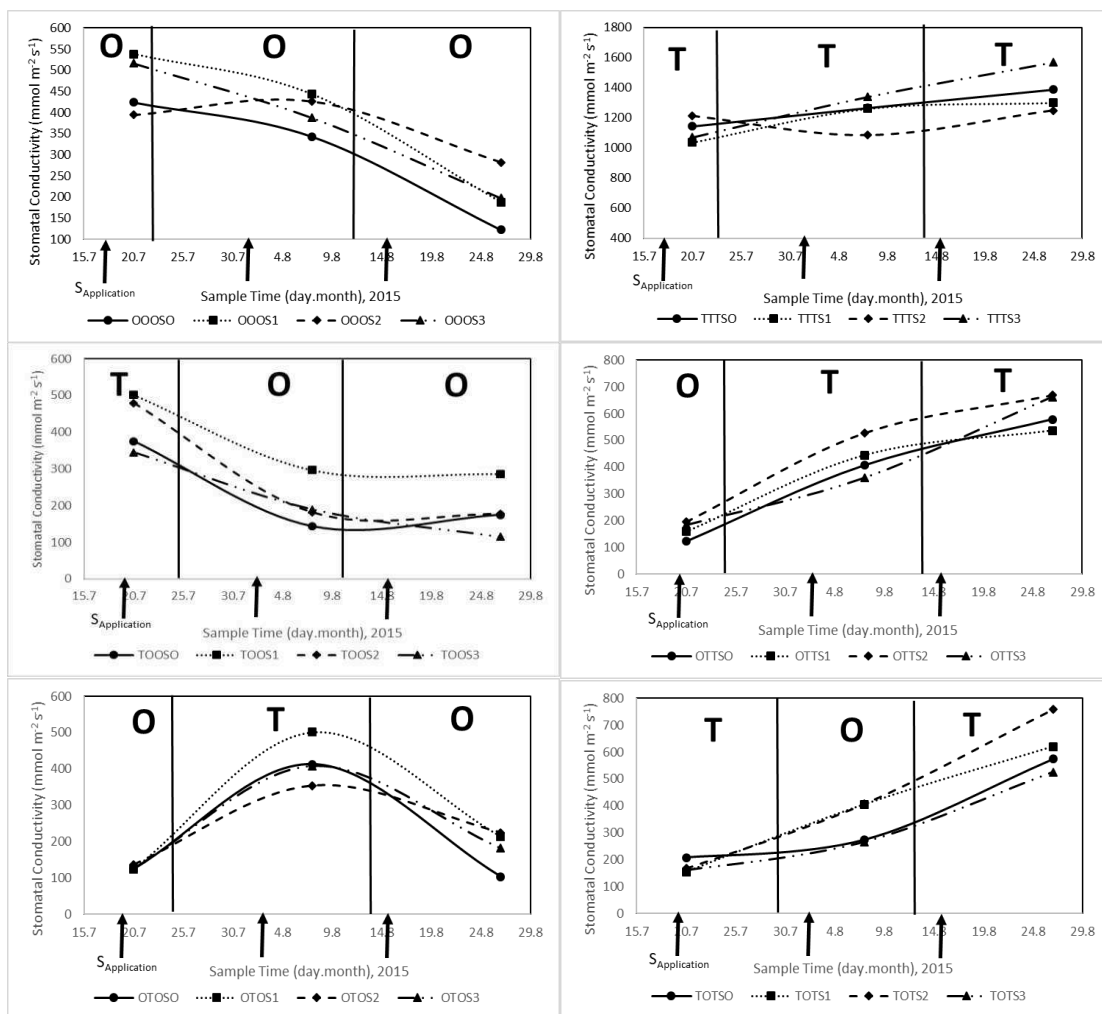 600
550
500
450
400
350
300
250
200
150
100
Stomatal Conductivity (mmol m⁻² s⁻¹)
O O O
15.7 20.7 25.7 30.7 4.8 9.8 14.8 19.8 24.8 29.8
S Application
Sample Time (day.month), 2015
OOOSO OOOS1 OOOS2 OOOS3
1800
1600
1400
1200
1000
800
600
400
Stomatal Conductivity (mmol m⁻² s⁻¹)
T T T
15.7 20.7 25.7 30.7 4.8 9.8 14.8 19.8 24.8 29.8
S Application
Sample Time (day.month), 2015
TTTSO TTTS1 TTTS2 TTTS3
600
500
400
300
200
100
0
Stomatal Conductivity (mmol m⁻² s⁻¹)
T O O
15.7 20.7 25.7 30.7 4.8 9.8 14.8 19.8 24.8 29.8
S Application
Sample Time (day.month), 2015
TOOSO TOOS1 TOOS2 TOOS3
800
700
600
500
400
300
200
100
0
Stomatal Conductivity (mmol m⁻² s⁻¹)
O T T
15.7 20.7 25.7 30.7 4.8 9.8 14.8 19.8 24.8 29.8
S Application
Sample Time (day.month), 2015
OTTSO OTTS1 OTTS2 OTTS3
600
500
400
300
200
100
0
Stomatal Conductivity (mmol m⁻² s⁻¹)
O T O
15.7 20.7 25.7 30.7 4.8 9.8 14.8 19.8 24.8 29.8
S Application
Sample Time (day.month), 2015
OTOSO OTOS1 OTOS2 OTOS3
800
700
600
500
400
300
200
100
0
Stomatal Conductivity (mmol m⁻² s⁻¹)
T O T
15.7 20.7 25.7 30.7 4.8 9.8 14.8 19.8 24.8 29.8
S Application
Sample Time (day.month), 2015
TOTSO TOTS1 TOTS2 TOTS3